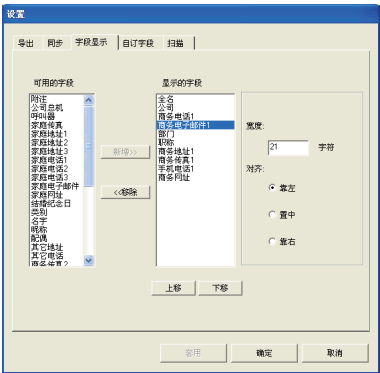 设置
导出 同步 字段显示 自订字段 扫描
可用的字段
附注
公司总机
呼叫器
家庭传真
家庭地址1
家庭地址2
家庭地址3
家庭电话1
家庭电话2
家庭电话3
家庭电子邮件
家庭网址
结婚纪念日
类别
名字
昵称
配偶
其它地址
其它电话
商务传真2
新增>>
<<移除
显示的字段
全名
公司
商务电话1
商务电子邮件1
部门
职称
商务地址1
商务传真1
手机电话1
商务网址
宽度:
21 字符
对齐:
靠左
置中
靠右
上移 下移
套用 确定 取消